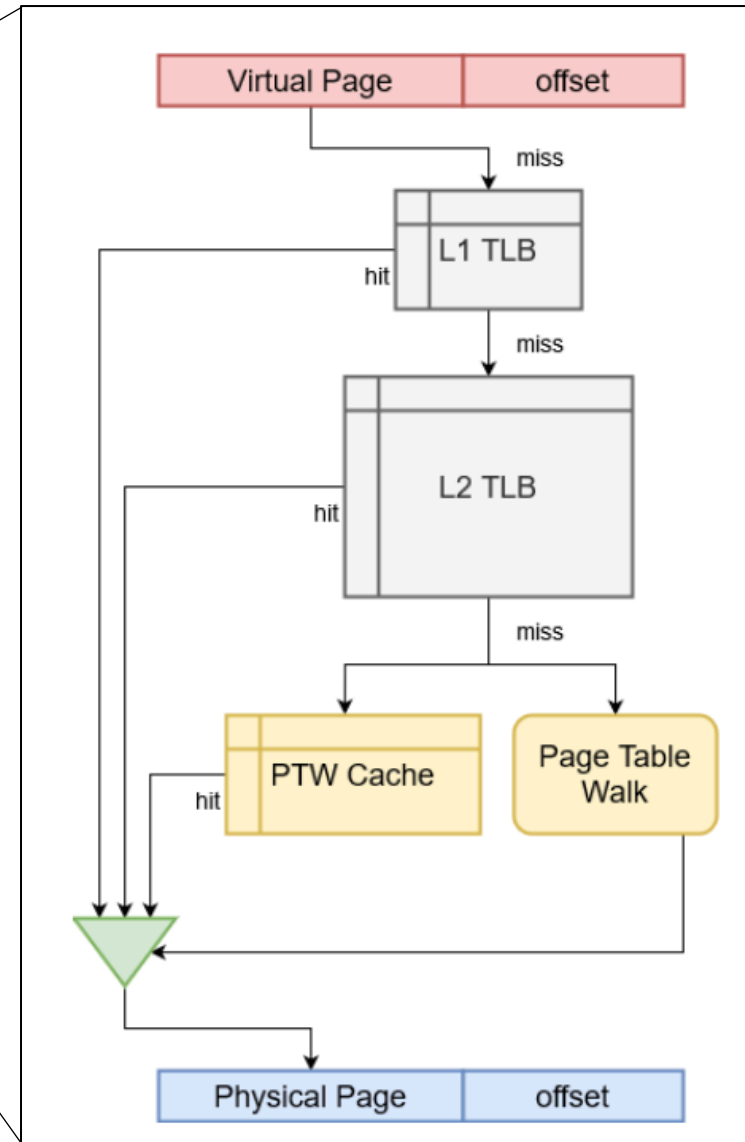 Virtual Page
offset
miss
L1 TLB
hit
miss
L2 TLB
hit
miss
PTW Cache
hit
Page Table
Walk
Physical Page
offset